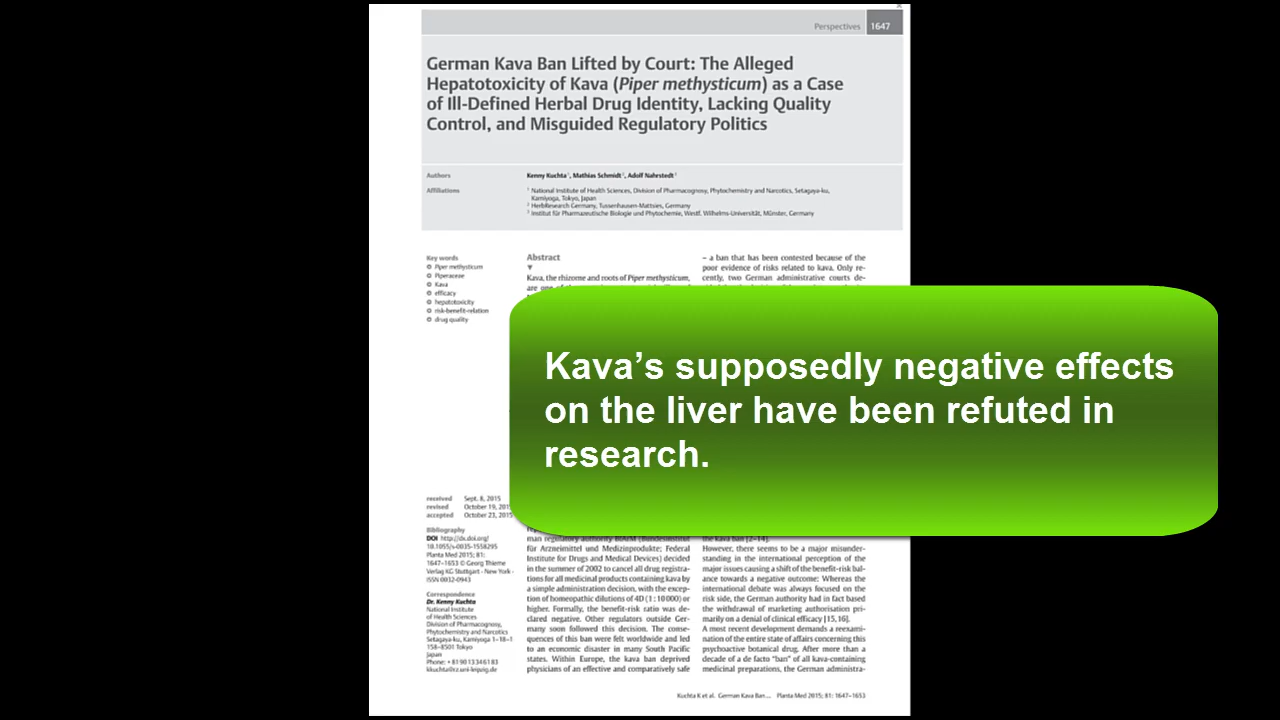 Perspectives 1647
German Kava Ban Lifted by Court: The Alleged
Hepatotoxicity of Kava (Piper methysticum) as a Case
of Ill-Defined Herbal Drug Identity, Lacking Quality
Control, and Misguided Regulatory Politics
Authors
Kenny Kuchta¹, Mathias Schmidt², Adolf Nahrstedt³
Affiliations
¹ National Institute of Health Sciences, Division of Pharmacognosy, Phytochemistry and Narcotics, Setagaya-ku,
Kamiyoga, Tokyo, Japan
² HerbResearch Germany, Tussenhausen-Mattsies, Germany
³ Institut für Pharmazeutische Biologie und Phytochemie, Westf. Wilhelms-Universität, Münster, Germany
Key words
Piper methysticum
Piperaceae
Kava
efficacy
hepatotoxicity
risk-benefit-relation
drug quality
received Sept. 8, 2015
revised October 19, 2015
accepted October 23, 2015
Bibliography
DOI http://dx.doi.org/
10.1055/s-0035-1558295
Planta Med 2015; 81:
1647–1653 © Georg Thieme
Verlag KG Stuttgart · New York ·
ISSN 0032-0943
Correspondence
Dr. Kenny Kuchta
National Institute
of Health Sciences
Division of Pharmacognosy,
Phytochemistry and Narcotics
Setagaya-ku, Kamiyoga 1–18–1
158–8501 Tokyo
Japan
Phone: +81 9013346183
Abstract
Kava, the rhizome and roots of Piper methysticum,
are one of the
– a ban that has been contested because of the
poor evidence of risks related to kava. Only re-
cently, two German administrative courts de-
Kava’s supposedly negative effects
on the liver have been refuted in
research.
man regulatory authority BfArM (Bundesinstitut
für Arzneimittel und Medizinprodukte; Federal
Institute for Drugs and Medical Devices) decided
in the summer of 2002 to cancel all drug registra-
tions for all medicinal products containing kava by
a simple administration decision, with the excep-
tion of homeopathic dilutions of 4D (1:10000) or
higher. Formally, the benefit-risk ratio was de-
clared negative. Other regulators outside Ger-
many soon followed this decision. The conse-
quences of this ban were felt worldwide and led
to an economic disaster in many South Pacific
states. Within Europe, the kava ban deprived
physicians of an effective and comparatively safe
the kava ban [2–14].
However, there seems to be a major misunder-
standing in the international perception of the
major issues causing a shift of the benefit-risk bal-
ance towards a negative outcome: Whereas the
international debate was always focused on the
risk side, the German authority had in fact based
the withdrawal of marketing authorisation pri-
marily on a denial of clinical efficacy [15,16].
A most recent development demands a reexami-
nation of the entire state of affairs concerning this
psychoactive botanical drug. After more than a
decade of a de facto “ban” of all kava-containing
medicinal preparations, the German administra-
Kuchta K et al. German Kava Ban… Planta Med 2015; 81: 1647–1653